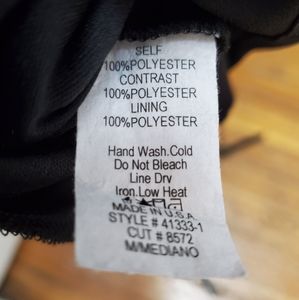 SELF
100%POLYESTER
CONTRAST
100%POLYESTER
LINING
100%POLYESTER
Hand Wash.Cold
Do Not Bleach
Line Dry
Iron.Low Heat
MADE IN U.S.A.
STYLE # 41333-1
CUT # 8572
M/MEDIANO